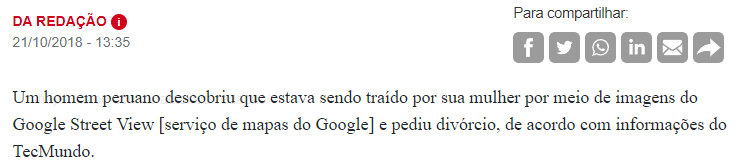 Para compartilhar:
DA REDAÇÃO i
21/10/2018 - 13:35
f in
Um homem peruano descobriu que estava sendo traído por sua mulher por meio de imagens do
Google Street View [serviço de mapas do Google] e pediu divórcio, de acordo com informações do
TecMundo.